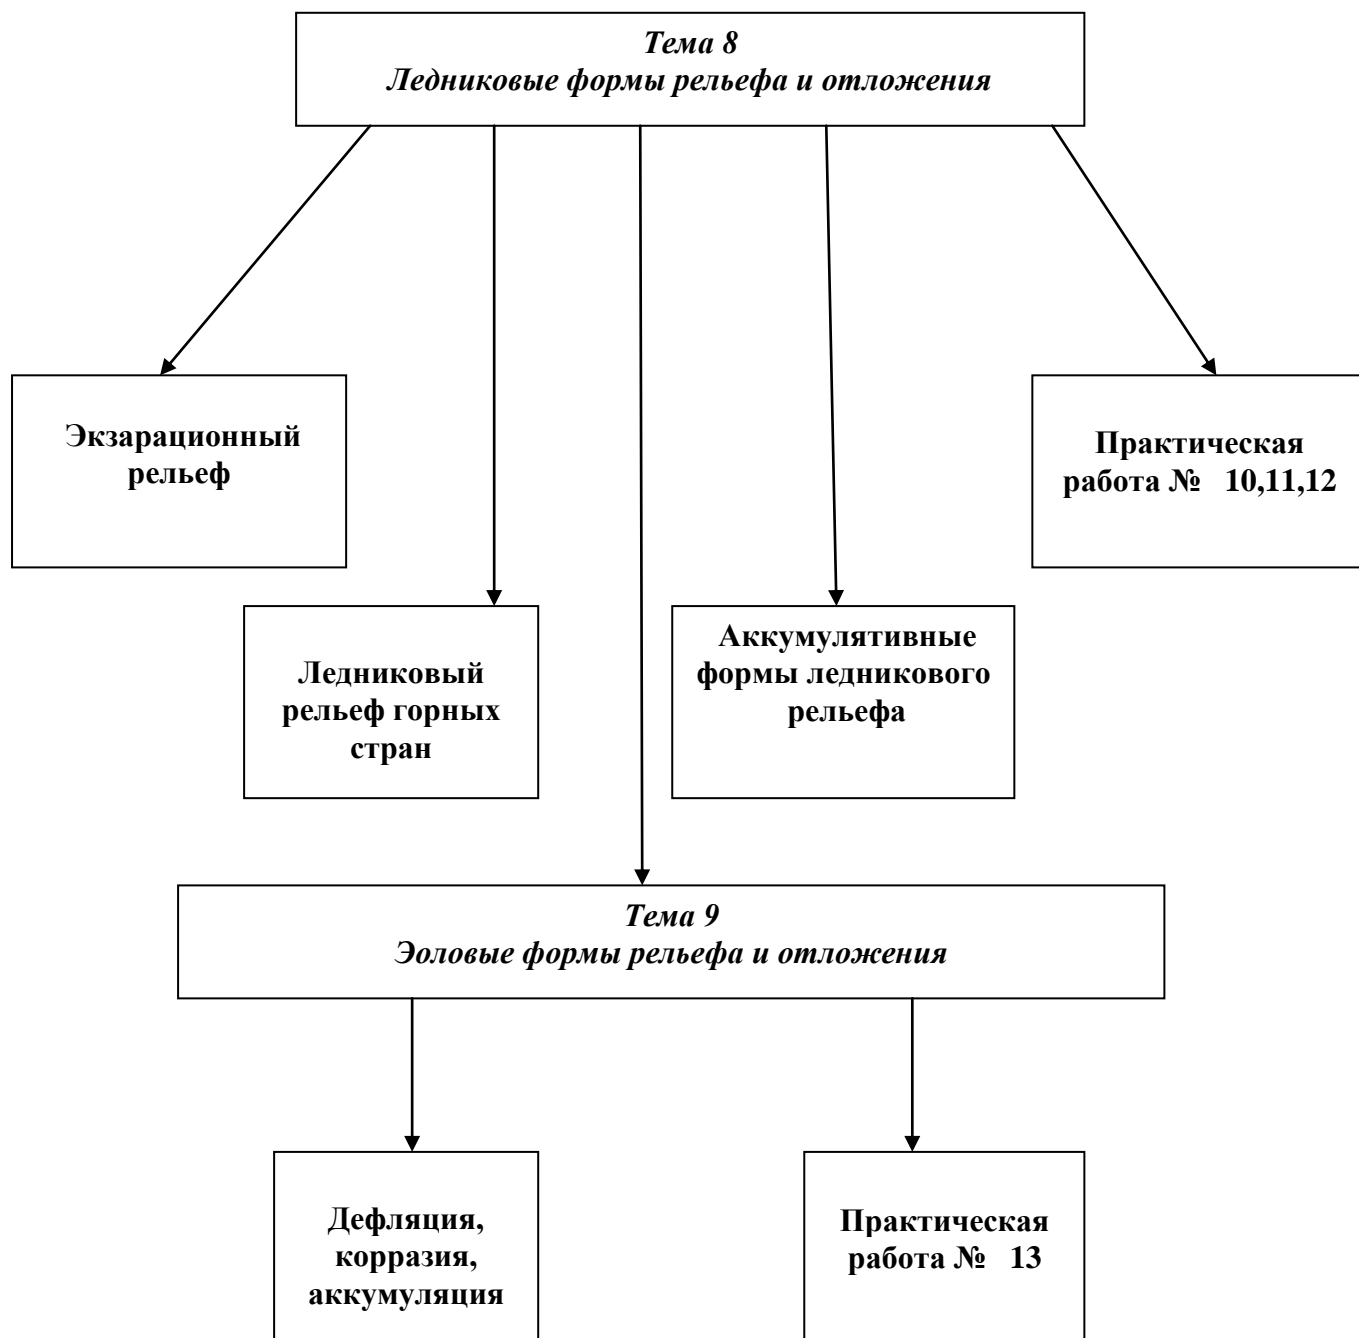 Тема 8
Ледниковые формы рельефа и отложения
Экзарационный
рельеф
Практическая
работа № 10,11,12
Ледниковый
рельеф горных
стран
Аккумулятивные
формы ледникового
рельефа
Тема 9
Эоловые формы рельефа и отложения
Дефляция,
корразия,
аккумуляция
Практическая
работа № 13